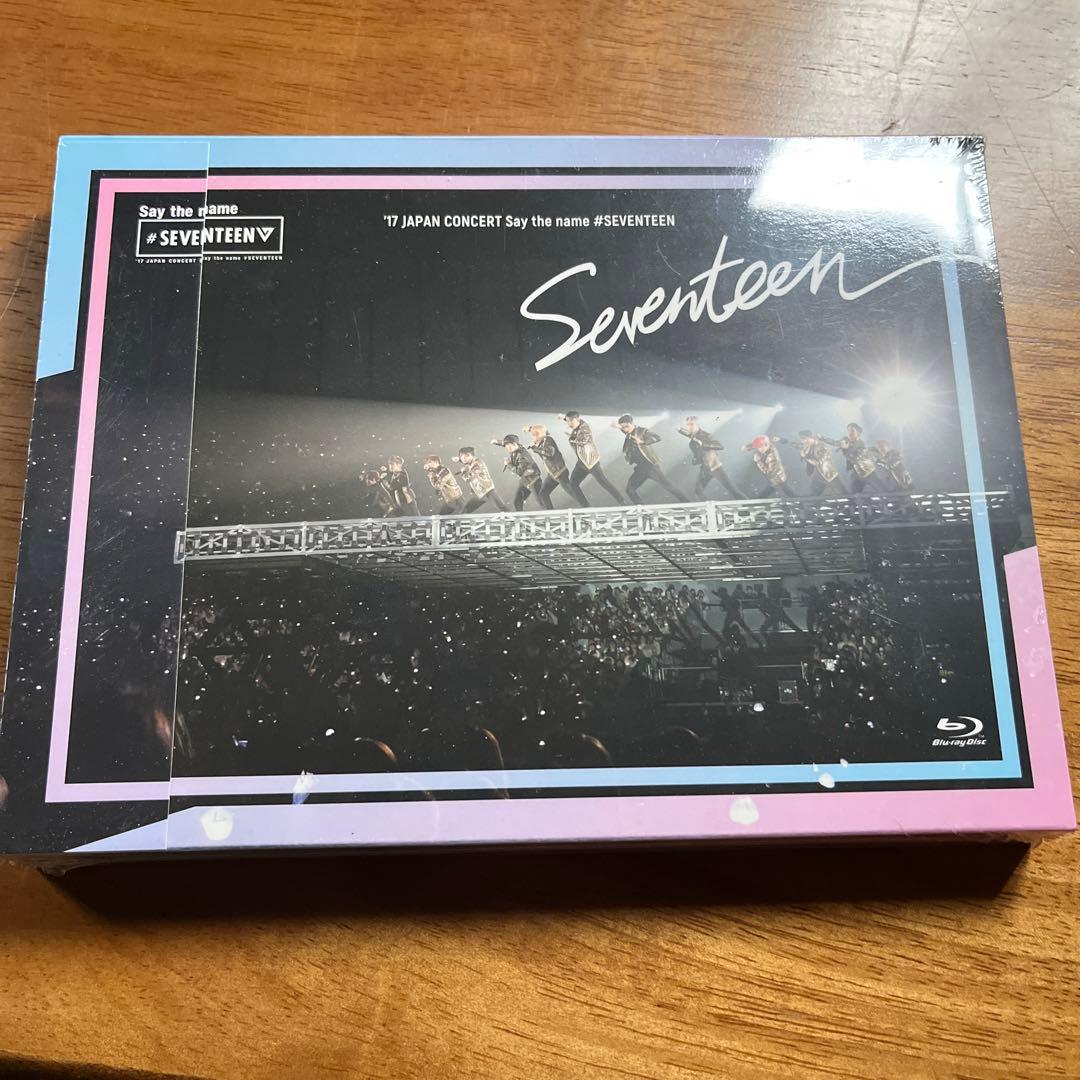 Say the name
#SEVENTEEN
'17 JAPAN CONCERT Say the name #SEVENTEEN
'17 JAPAN CONCERT Say the name #SEVENTEEN
Seventeen
Blu-ray Disc